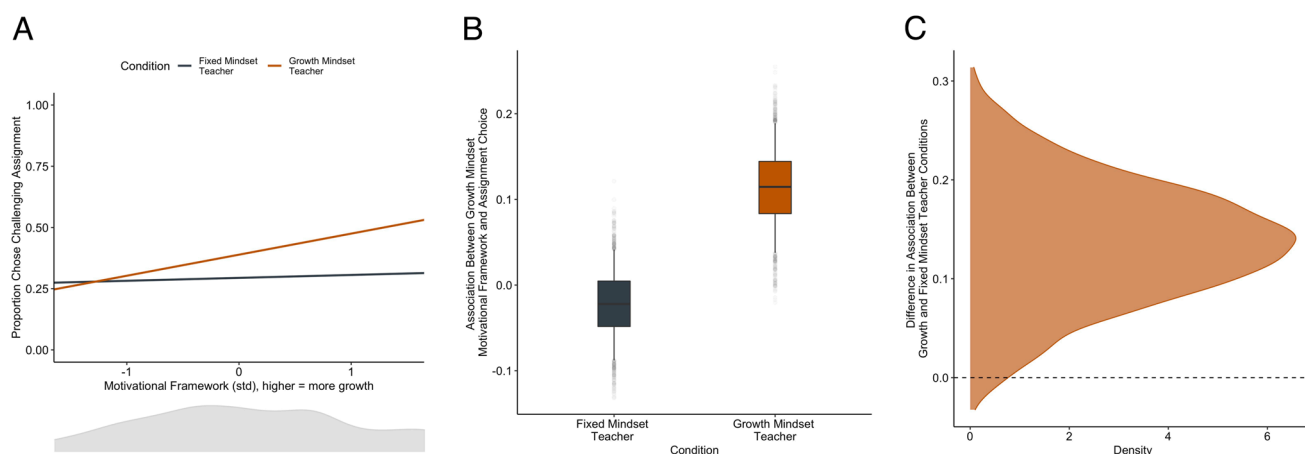 A
Condition
Fixed Mindset
Teacher
Growth Mindset
Teacher
Proportion Chose Challenging Assignment
1.00
0.75
0.50
0.25
0.00
-1
0
1
Motivational Framework (std), higher = more growth
B
Association Between Growth Mindset
Motivational Framework and Assignment Choice
0.2
0.1
0.0
-0.1
Fixed Mindset
Teacher
Growth Mindset
Teacher
Condition
C
Difference in Association Between
Growth and Fixed Mindset Teacher Conditions
0.3
0.2
0.1
0.0
0
2
4
6
Density